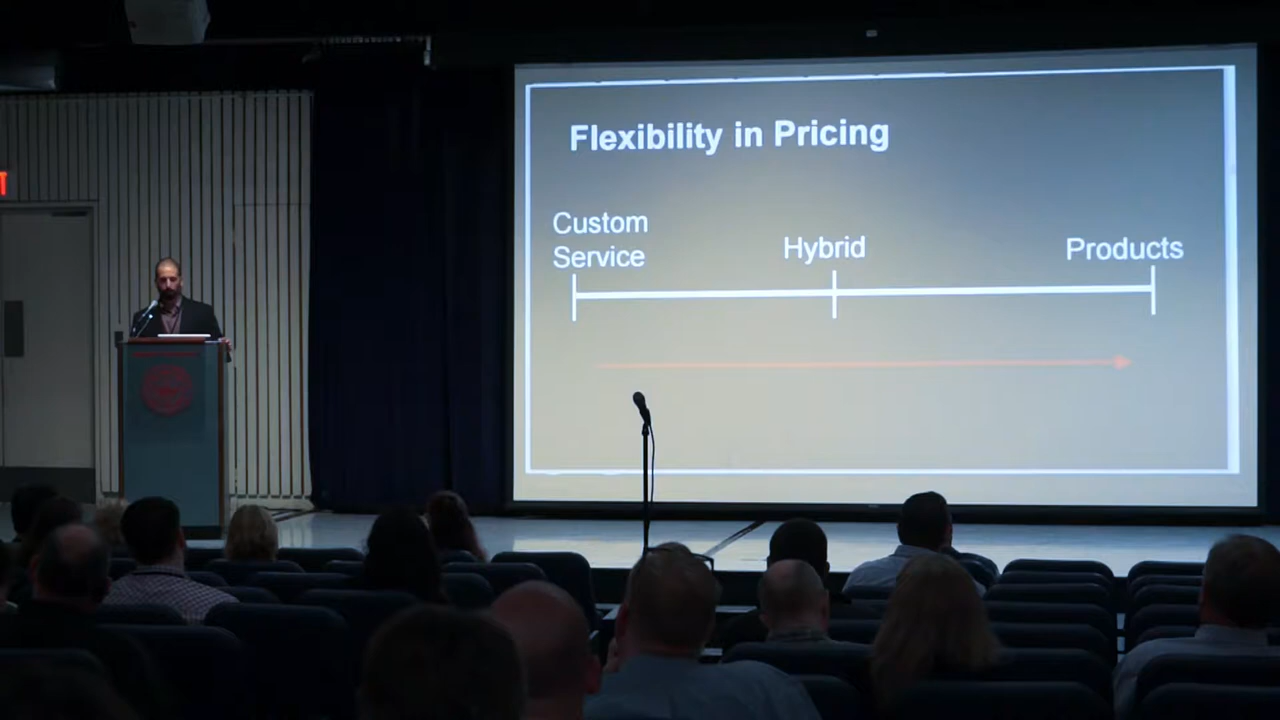 Flexibility in Pricing
Custom
Service
Hybrid
Products